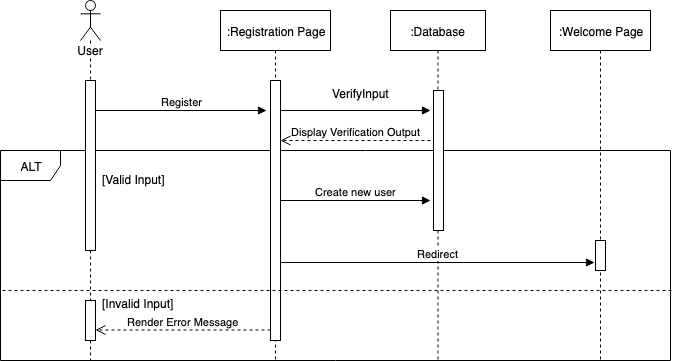 User
:Registration Page
:Database
:Welcome Page
Register
VerifyInput
Display Verification Output
ALT
[Valid Input]
Create new user
Redirect
[Invalid Input]
Render Error Message